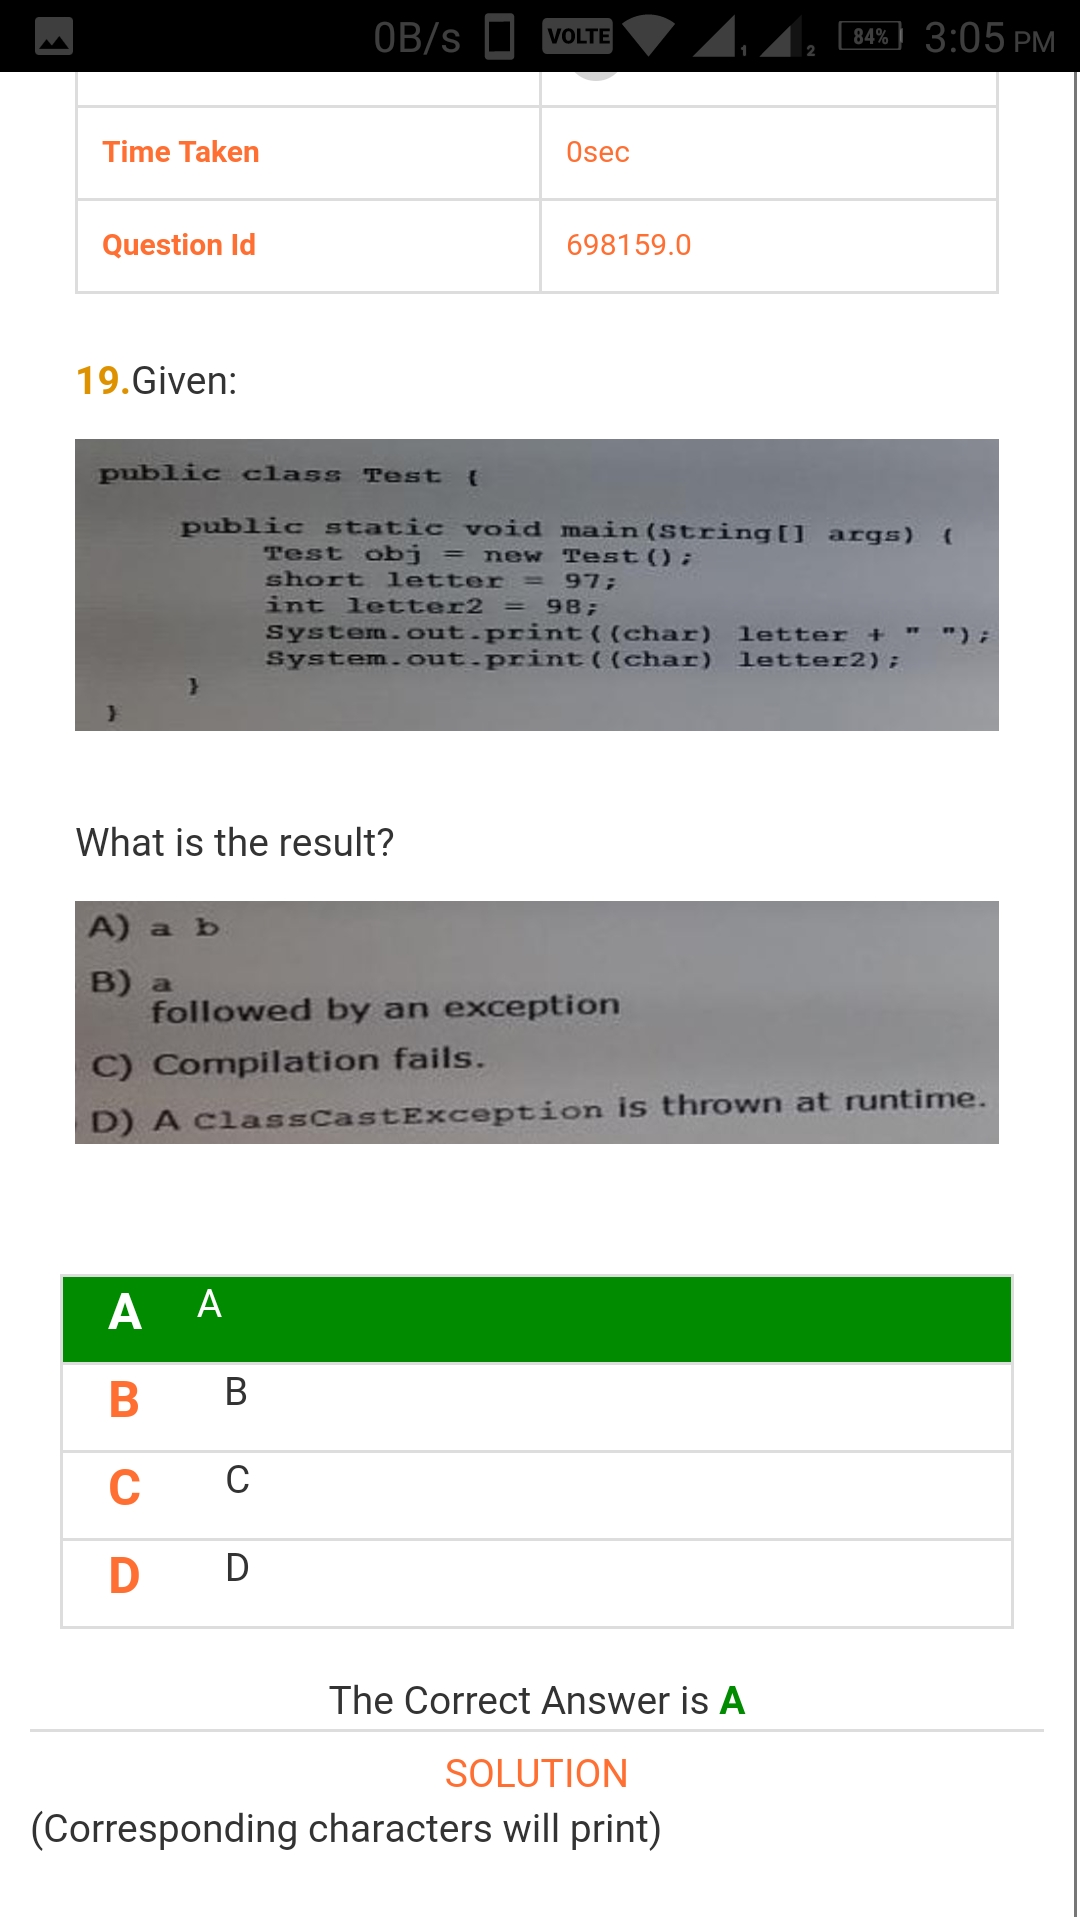 0B/s VOLTE 1 2 84% 3:05 PM
Time Taken 0sec
Question Id 698159.0
19.Given:
public class Test {
public static void main(String[] args) {
Test obj = new Test();
short letter = 97;
int letter2 = 98;
System.out.print((char) letter + " ");
System.out.print((char) letter2);
}
}
What is the result?
A) a b
B) a
followed by an exception
C) Compilation fails.
D) A ClassCastException is thrown at runtime.
A A
B B
C C
D D
The Correct Answer is A
SOLUTION
(Corresponding characters will print)